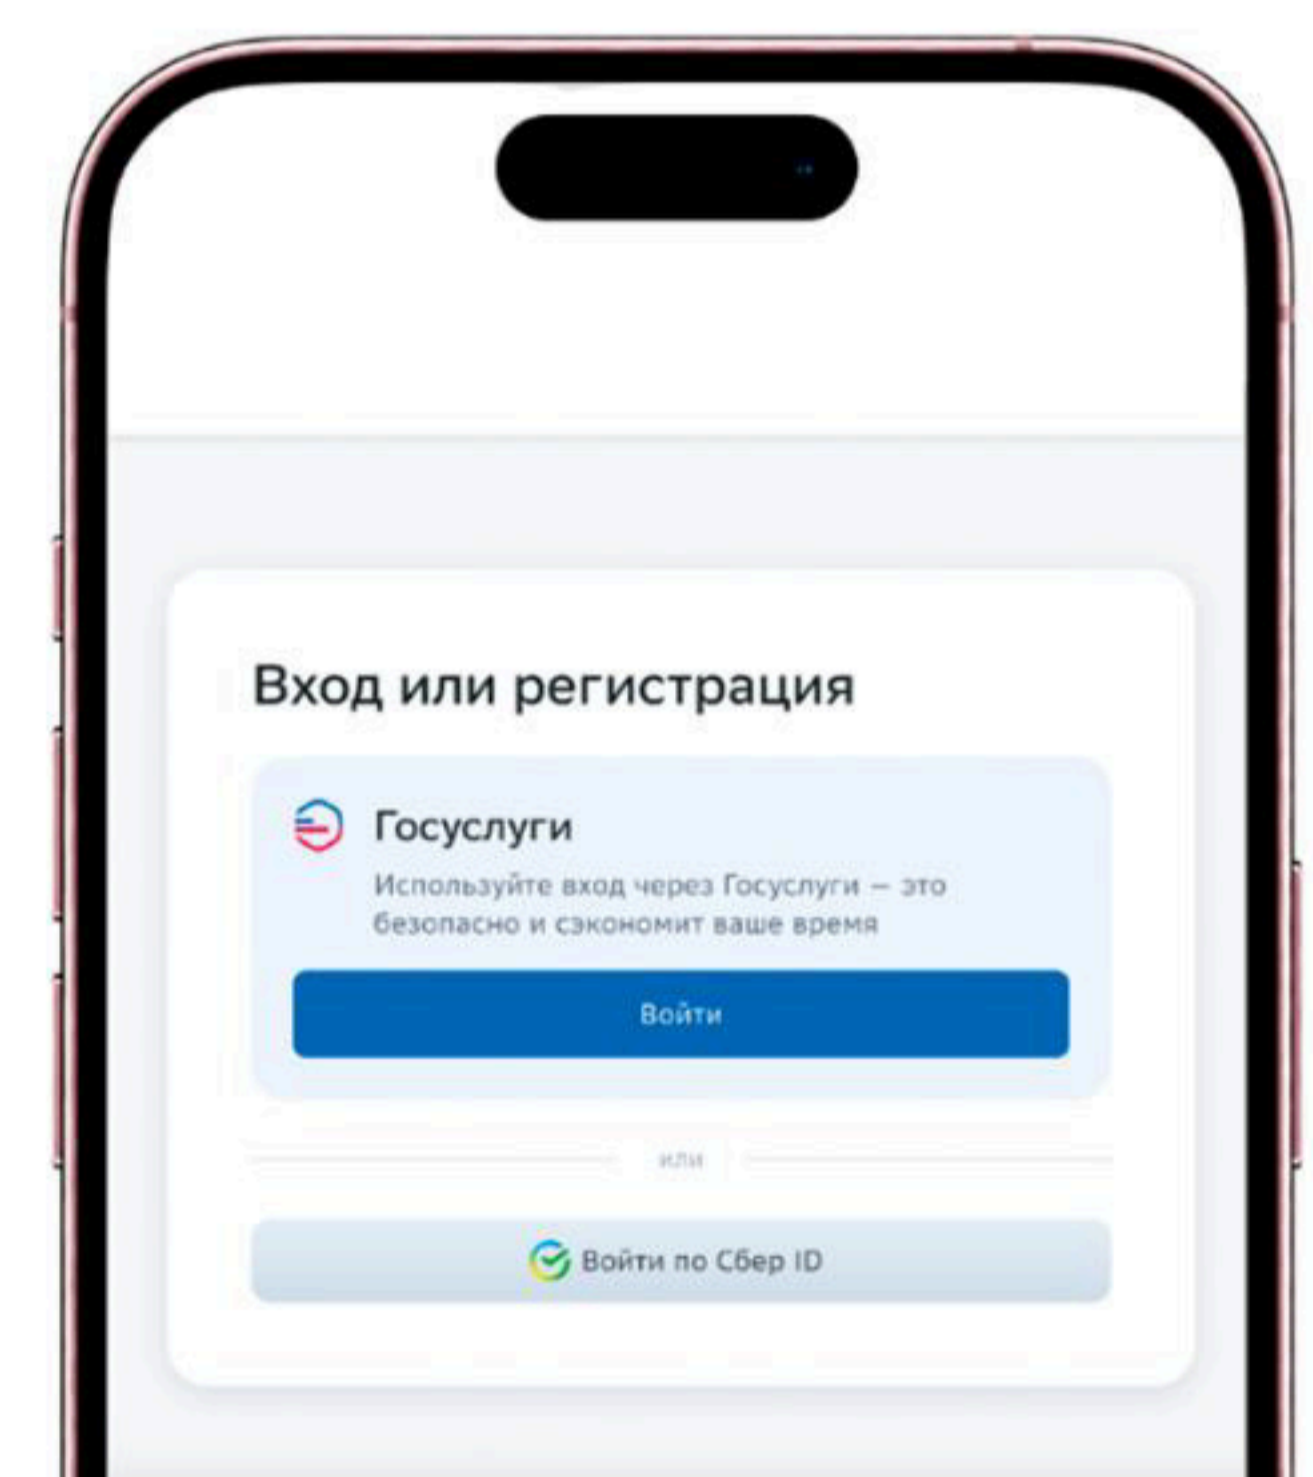 Вход или регистрация
Госуслуги
Используйте вход через Госуслуги — это
безопасно и сэкономит ваше время
Войти
или
Войти по Сбер ID